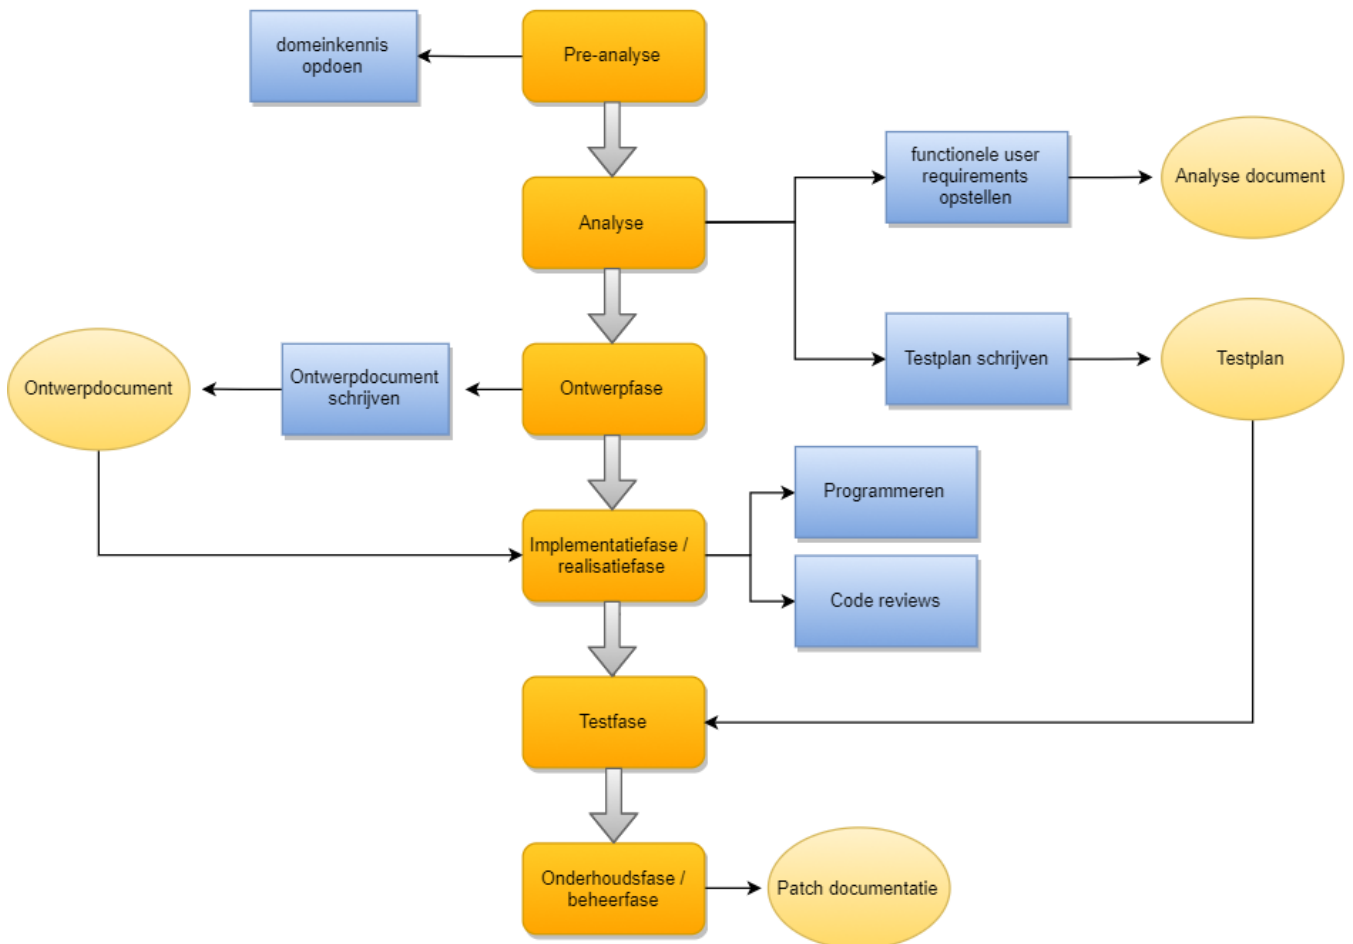 domeinkennis
opdoen
Pre-analyse
functionele user
requirements
opstellen
Analyse document
Analyse
Testplan schrijven
Testplan
Ontwerpdocument
Ontwerpdocument
schrijven
Ontwerpfase
Programmeren
Implementatiefase /
realisatiefase
Code reviews
Testfase
Onderhoudsfase /
beheerfase
Patch documentatie